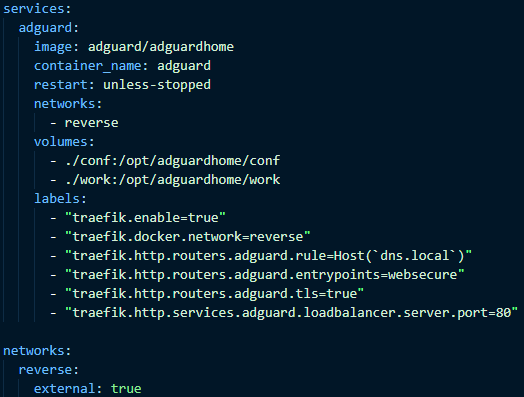 services:
  adguard:
    image: adguard/adguardhome
    container_name: adguard
    restart: unless-stopped
    networks:
      - reverse
    volumes:
      - ./conf:/opt/adguardhome/conf
      - ./work:/opt/adguardhome/work
    labels:
      - "traefik.enable=true"
      - "traefik.docker.network=reverse"
      - "traefik.http.routers.adguard.rule=Host(`dns.local`)"
      - "traefik.http.routers.adguard.entrypoints=websecure"
      - "traefik.http.routers.adguard.tls=true"
      - "traefik.http.services.adguard.loadbalancer.server.port=80"

networks:
  reverse:
    external: true